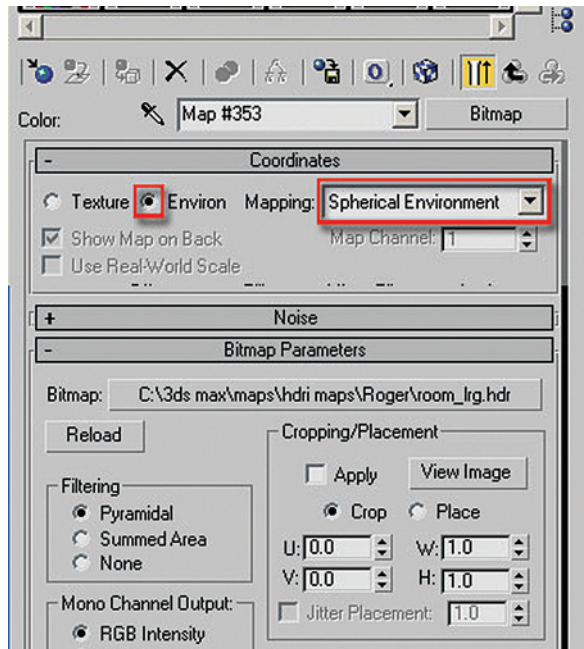 Color:
Map #353
Bitmap
- Coordinates
Texture Environ Mapping: Spherical Environment
Show Map on Back Map Channel: 1
Use Real-World Scale
+ Noise
- Bitmap Parameters
Bitmap: C:\3ds max\maps\hdri maps\Roger\room_lrg.hdr
Reload
Cropping/Placement
Apply View Image
Filtering
Pyramidal
Crop Place
Summed Area
None
U: 0.0 W: 1.0
V: 0.0 H: 1.0
Mono Channel Output:
Jitter Placement: 1.0
RGB Intensity